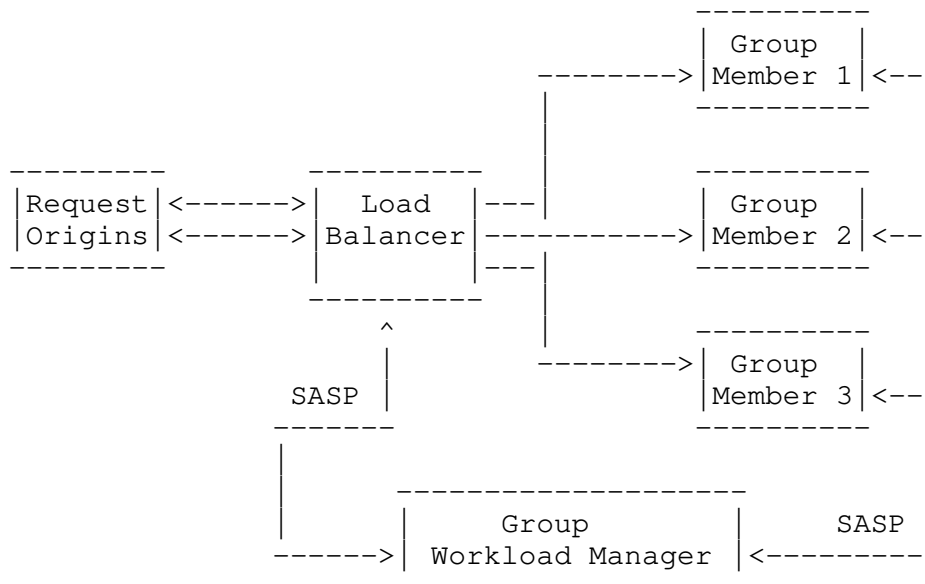 Group
Member 1
Request
Origins
Load
Balancer
Group
Member 2
Group
Member 3
SASP
Group
Workload Manager
SASP